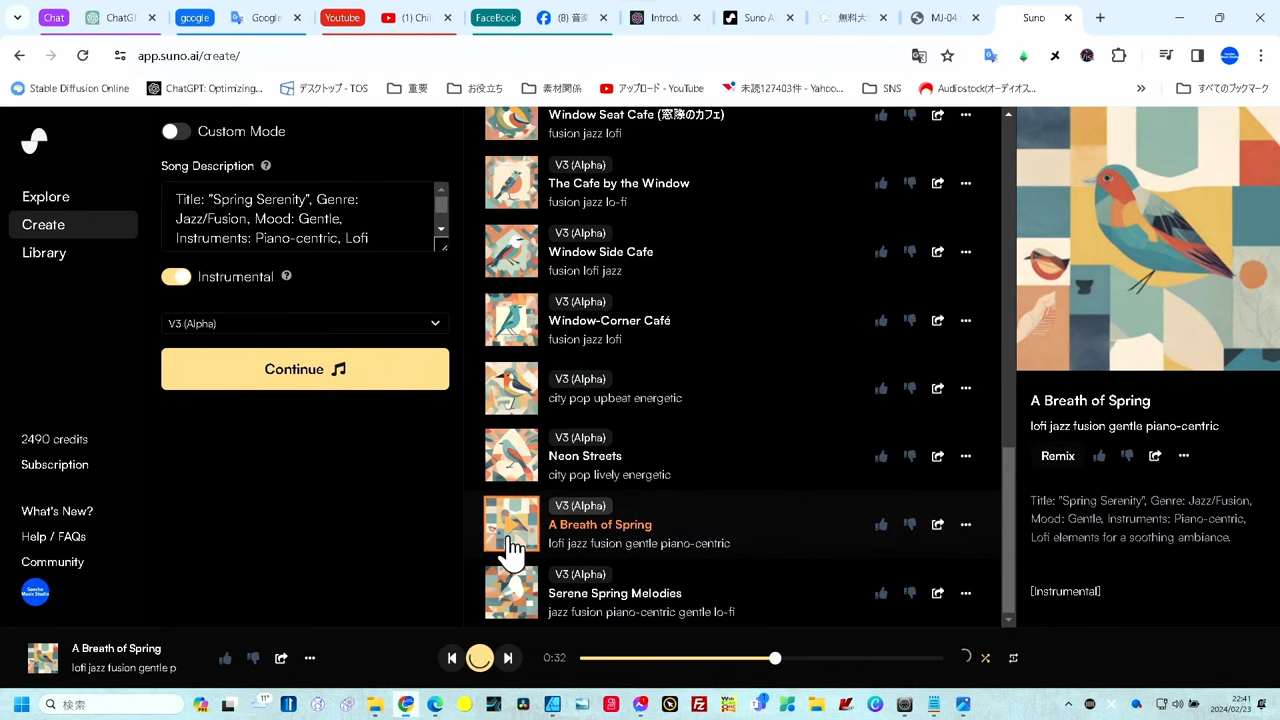 Chat
ChatGI
google
Google
Youtube
(1) Chil
FaceBook
(8) 音楽
Introdu
Suno A
無料大
MJ-04
Suno
app.suno.ai/create/
Stable Diffusion Online
ChatGPT: Optimizing...
デスクトップ - TOS
重要
お役立ち
素材関係
アップロード - YouTube
未読127403件 - Yahoo...
SNS
Audiostock(オーディオス...
すべてのブックマーク
Explore
Create
Library
2490 credits
Subscription
What's New?
Help / FAQs
Community
Custom Mode
Song Description
Title: "Spring Serenity", Genre:
Jazz/Fusion, Mood: Gentle,
Instruments: Piano-centric, Lofi
Instrumental
V3 (Alpha)
Continue
Window Seat Cafe (窓際のカフェ)
fusion jazz lofi
V3 (Alpha)
The Cafe by the Window
fusion jazz lo-fi
V3 (Alpha)
Window Side Cafe
fusion lofi jazz
V3 (Alpha)
Window-Corner Café
fusion jazz lofi
V3 (Alpha)
city pop upbeat energetic
V3 (Alpha)
Neon Streets
city pop lively energetic
V3 (Alpha)
A Breath of Spring
lofi jazz fusion gentle piano-centric
V3 (Alpha)
Serene Spring Melodies
jazz fusion piano-centric gentle lo-fi
A Breath of Spring
lofi jazz fusion gentle piano-centric
Remix
Title: "Spring Serenity", Genre: Jazz/Fusion,
Mood: Gentle, Instruments: Piano-centric,
Lofi elements for a soothing ambiance.
[Instrumental]
A Breath of Spring
lofi jazz fusion gentle p
0:32
検索
11°
22:41
2024/02/23